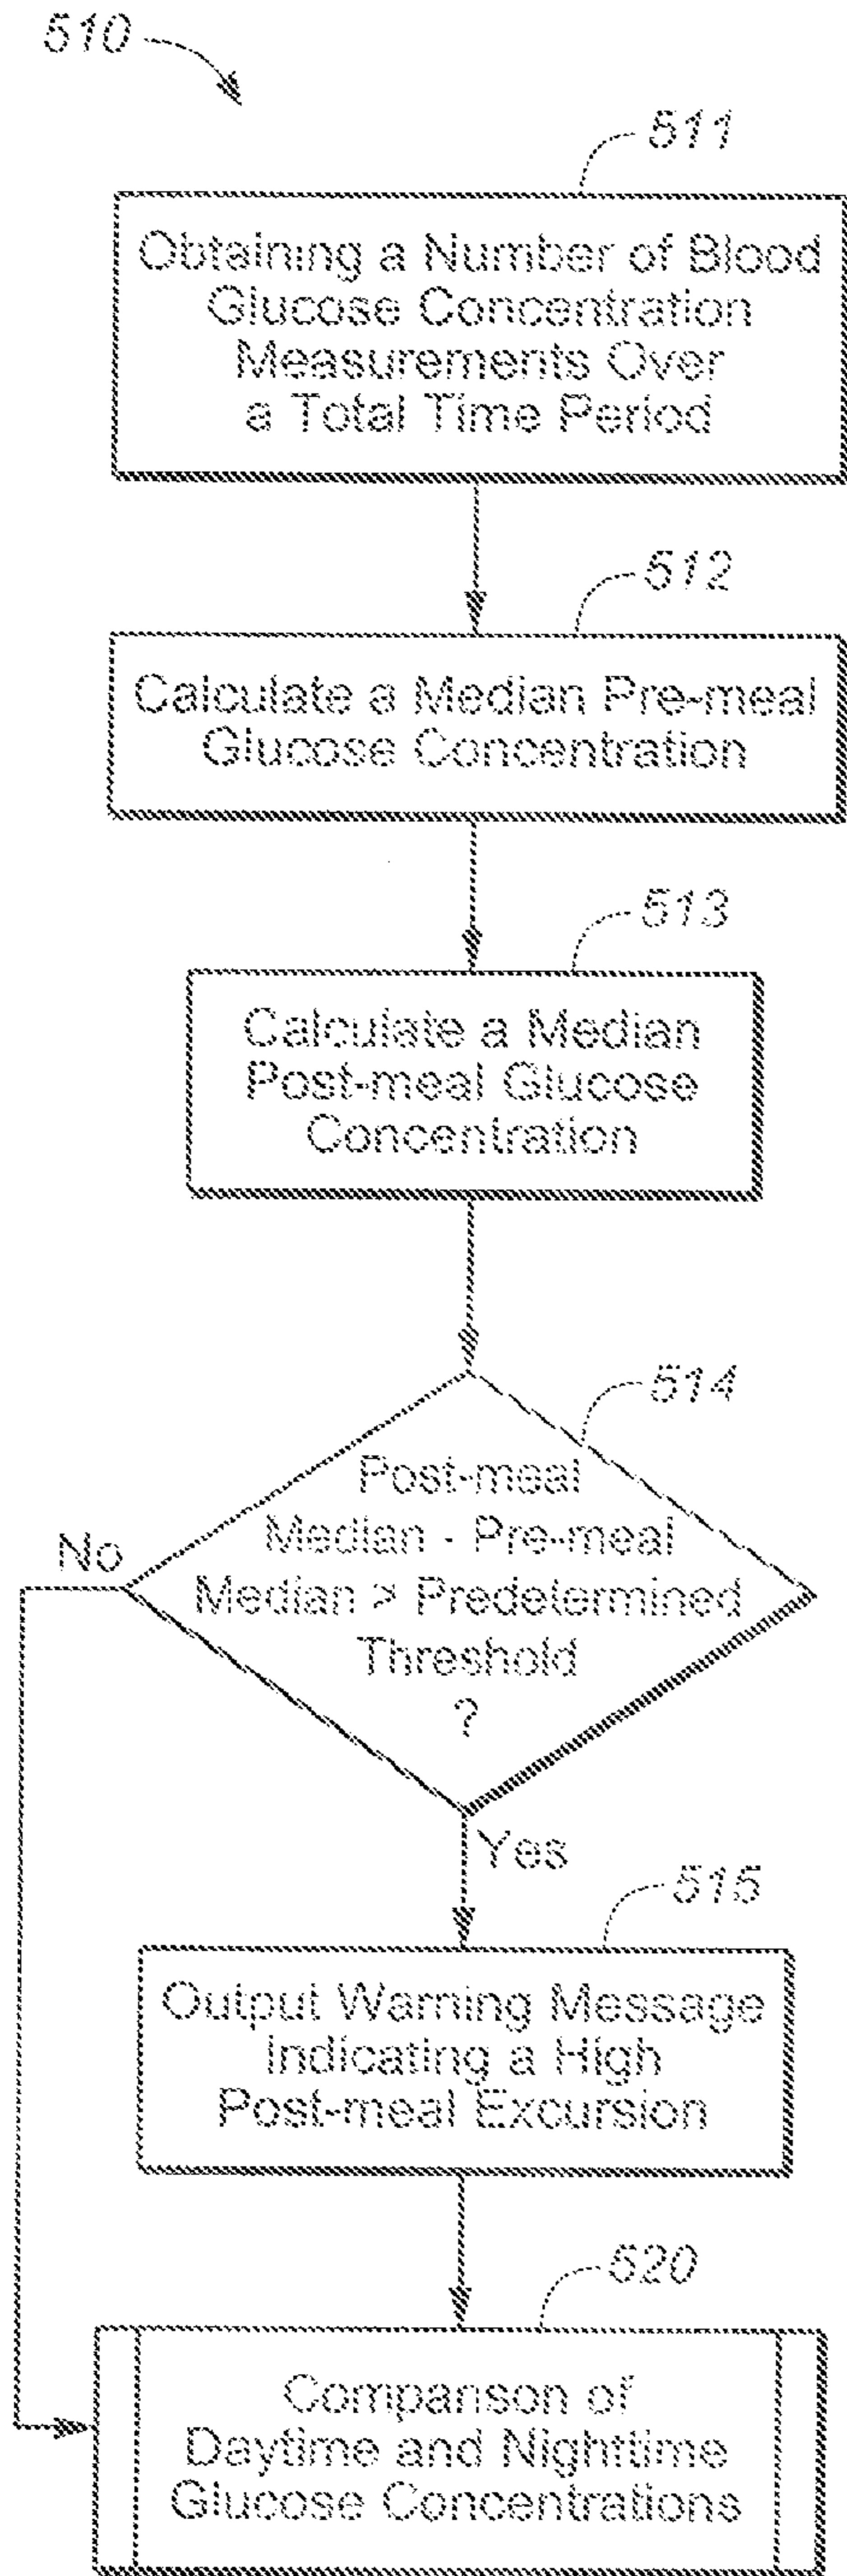 510
511
Obtaining a Number of Blood
Glucose Concentration
Measurements Over
a Total Time Period
512
Calculate a Median Pre-meal
Glucose Concentration
513
Calculate a Median
Post-meal Glucose
Concentration
514
Post-meal
Median - Pre-meal
Median > Predetermined
Threshold
?
No
Yes
515
Output Warning Message
Indicating a High
Post-meal Excursion
520
Comparison of
Daytime and Nighttime
Glucose Concentrations